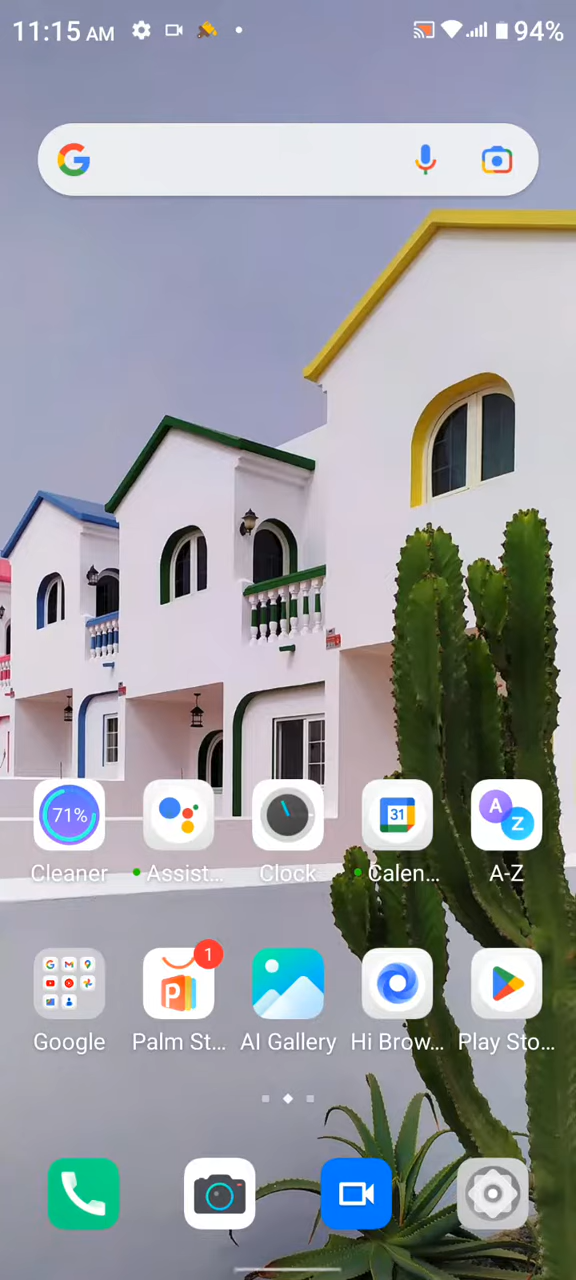 11:15 AM 94%
G
71%
31
A Z
Cleaner Assist... Clock Calen... A-Z
1
Google Palm St... AI Gallery Hi Brow... Play Sto...